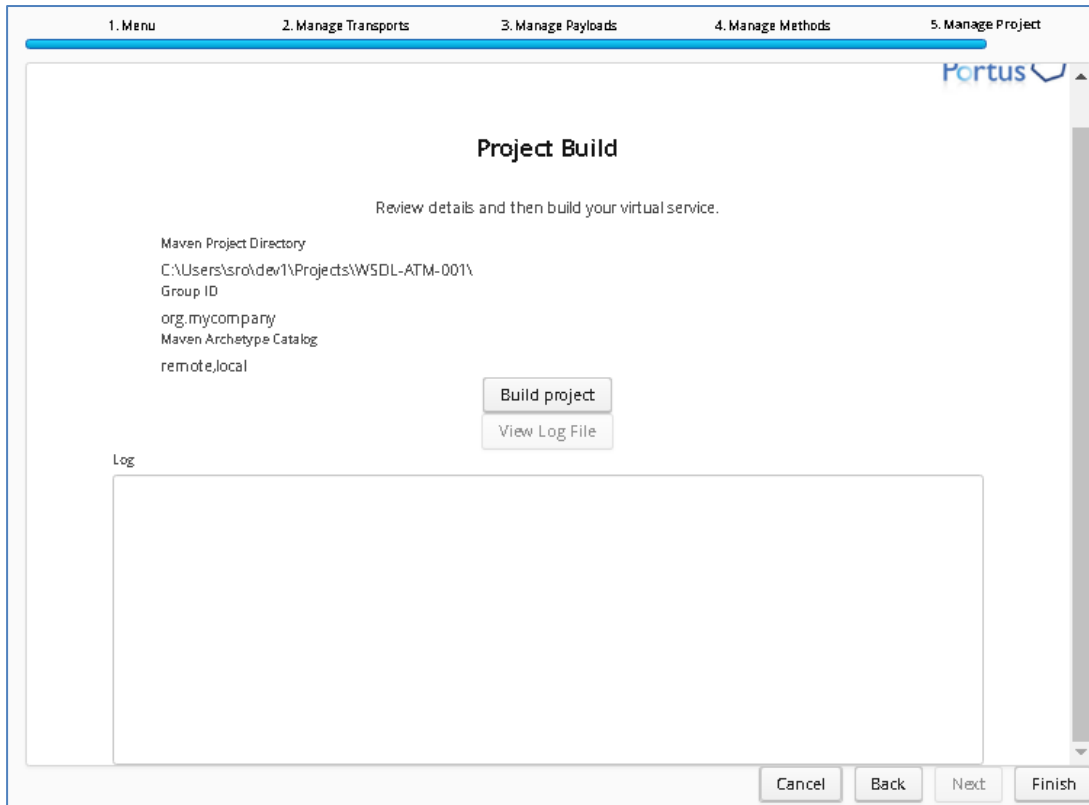 1. Menu
2. Manage Transports
3. Manage Payloads
4. Manage Methods
5. Manage Project
Portus
Project Build
Review details and then build your virtual service.
Maven Project Directory
C:\Users\sro\dev1\Projects\WSDL-ATM-001\
Group ID
org.mycompany
Maven Archetype Catalog
remote,local
Build project
View Log File
Log
Cancel
Back
Next
Finish